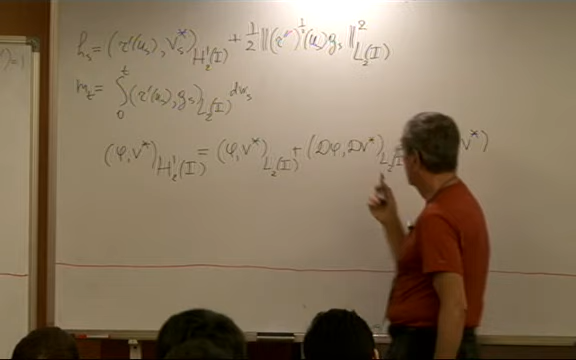 h_s = (r'(u_s), v_s^*)_{H_2^1(I)} + 1/2 ||(r'')^{1/2}(u_s) g_s||^2_{L_2(I)}
m_t = ∫_0^t (r'(u_s), g_s)_{L_2(I)} dw_s
(φ, v^*)_{H_2^1(I)} = (φ, v^*)_{L_2(I)} + (Dφ, Dv^*)_{L_2(I v^*)